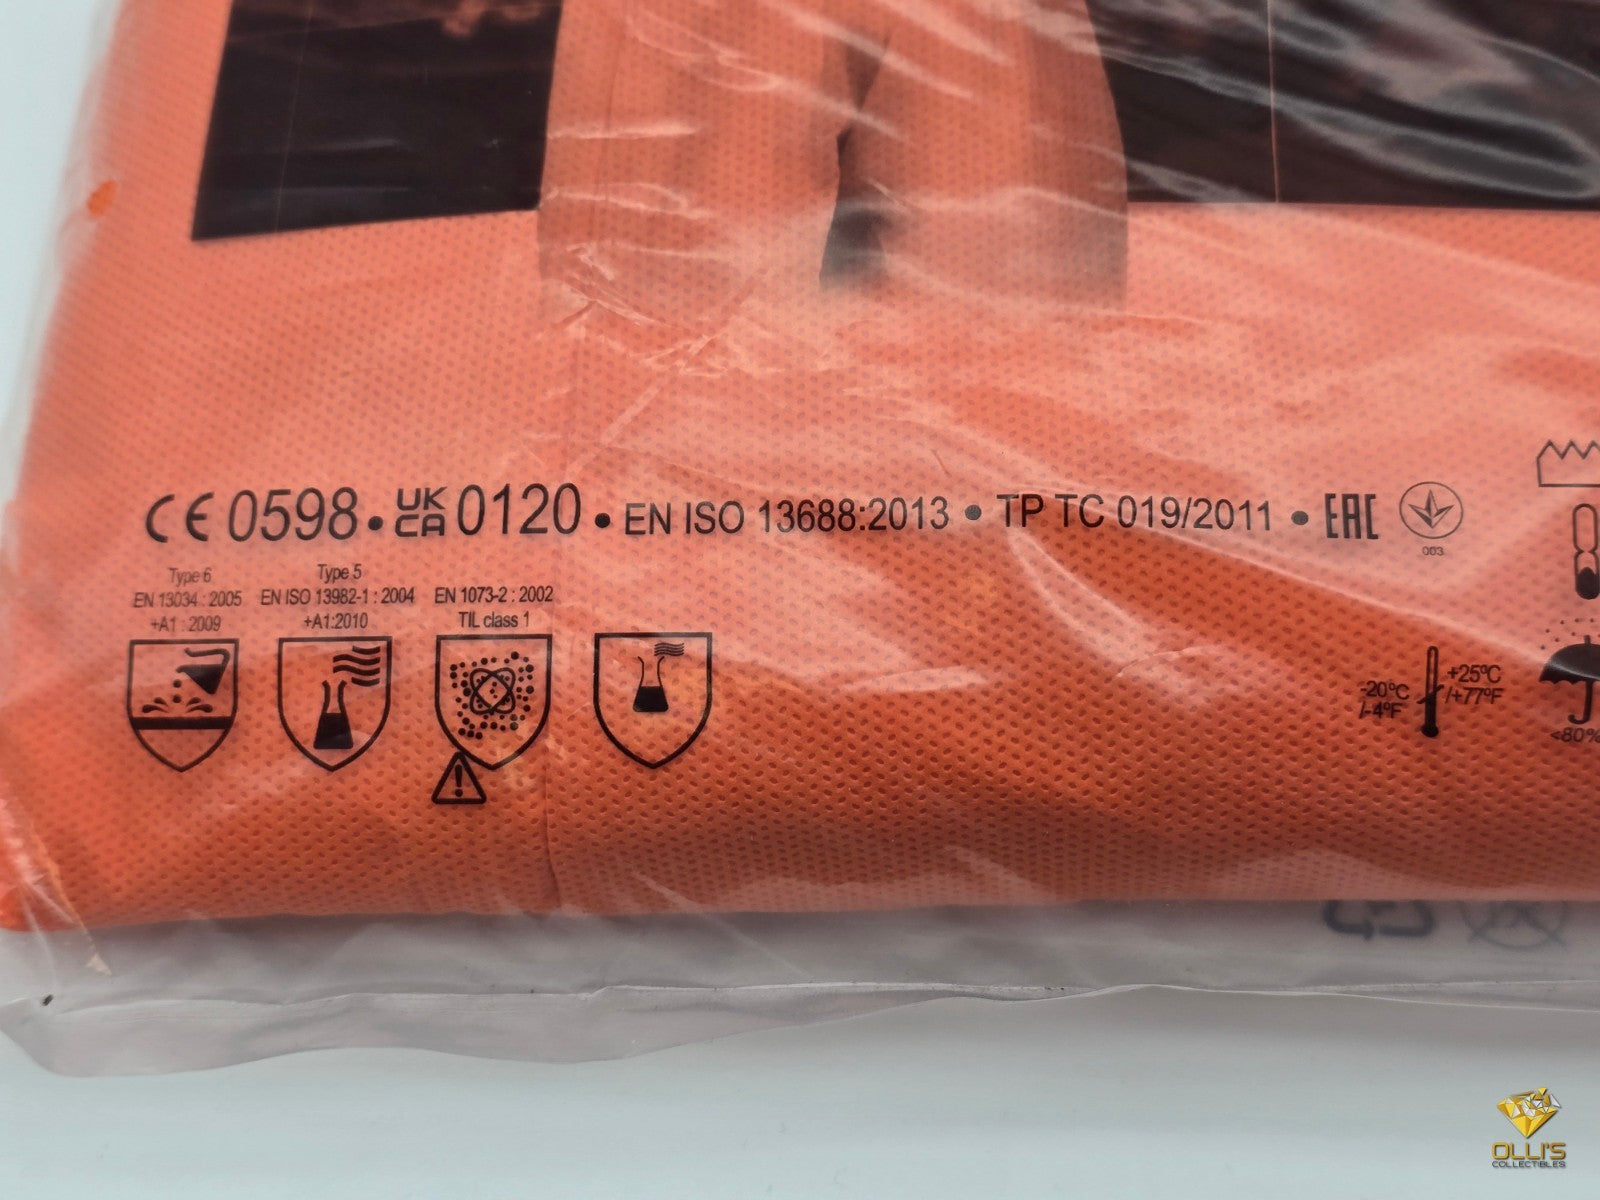 CE 0598 • UK CA 0120 • EN ISO 13688:2013 • TP TC 019/2011 • EAC
003
Type 6
EN 13034 : 2005
+A1 : 2009
Type 5
EN ISO 13982-1 : 2004
+A1:2010
EN 1073-2 : 2002
TIL class 1
-20°C
/-4°F
+25°C
/+77°F
<80%
OLLI'S
COLLECTIBLES